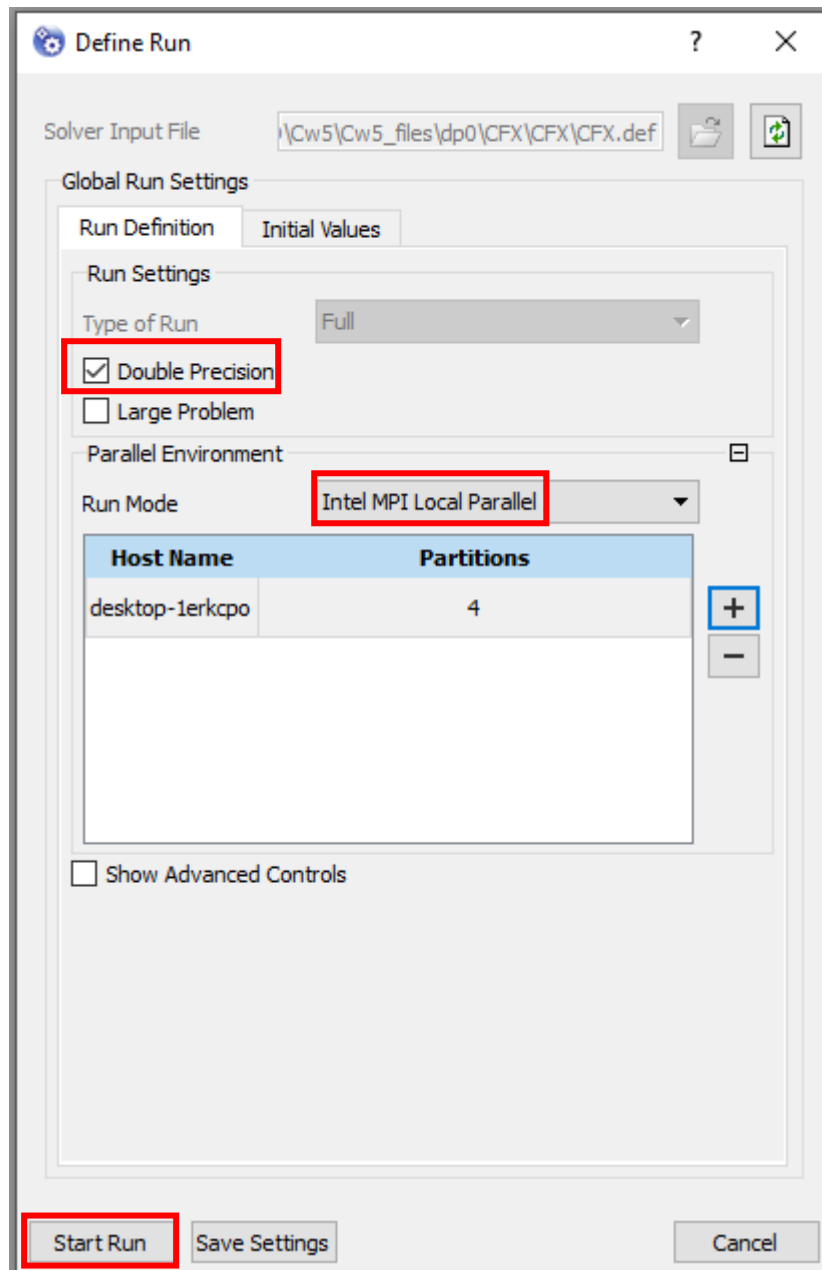 Define Run ? ×
Solver Input File )\Cw5\Cw5_files\dp0\CFX\CFX\CFX.def
Global Run Settings
Run Definition Initial Values
Run Settings
Type of Run Full
Double Precision
Large Problem
Parallel Environment
Run Mode Intel MPI Local Parallel
Host Name Partitions
desktop-1erkcpo 4
Show Advanced Controls
Start Run Save Settings Cancel